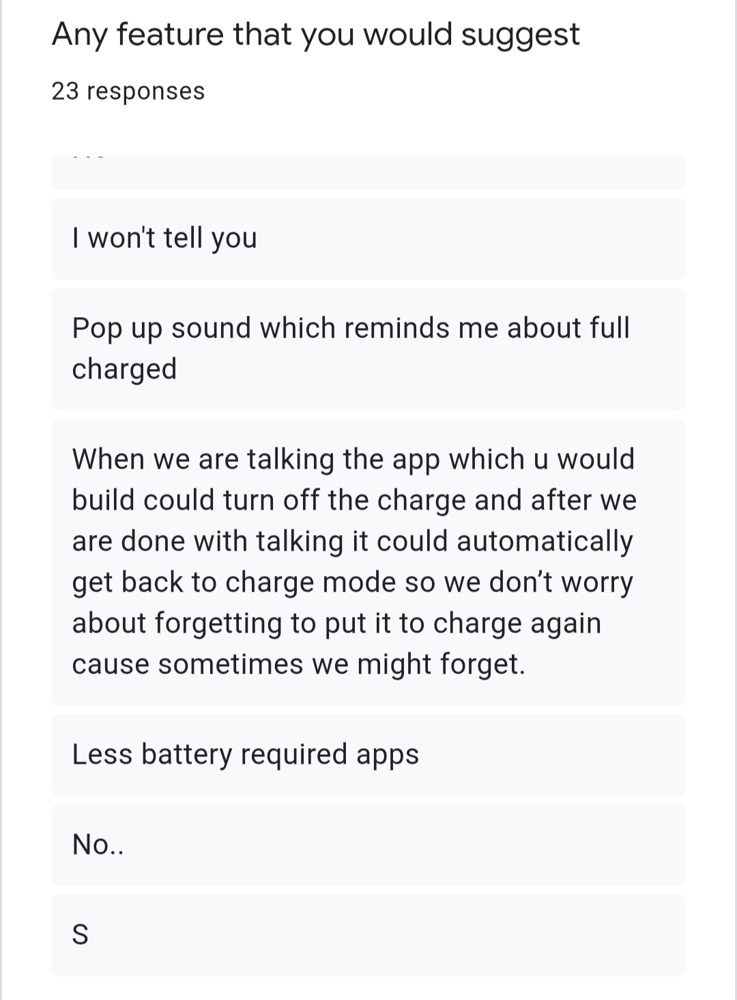 Any feature that you would suggest
23 responses
I won't tell you
Pop up sound which reminds me about full
charged
When we are talking the app which u would
build could turn off the charge and after we
are done with talking it could automatically
get back to charge mode so we don’t worry
about forgetting to put it to charge again
cause sometimes we might forget.
Less battery required apps
No..
S